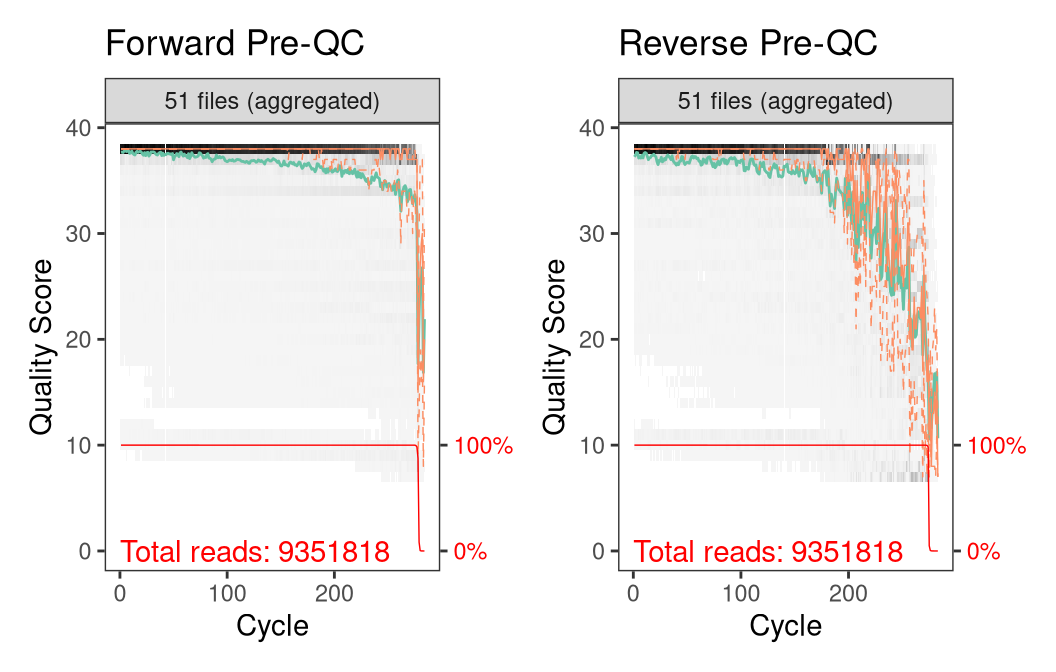 Forward Pre-QC
51 files (aggregated)
Quality Score
40
30
20
10
0
100%
0%
Total reads: 9351818
0 100 200
Cycle
Reverse Pre-QC
51 files (aggregated)
Quality Score
40
30
20
10
0
100%
0%
Total reads: 9351818
0 100 200
Cycle